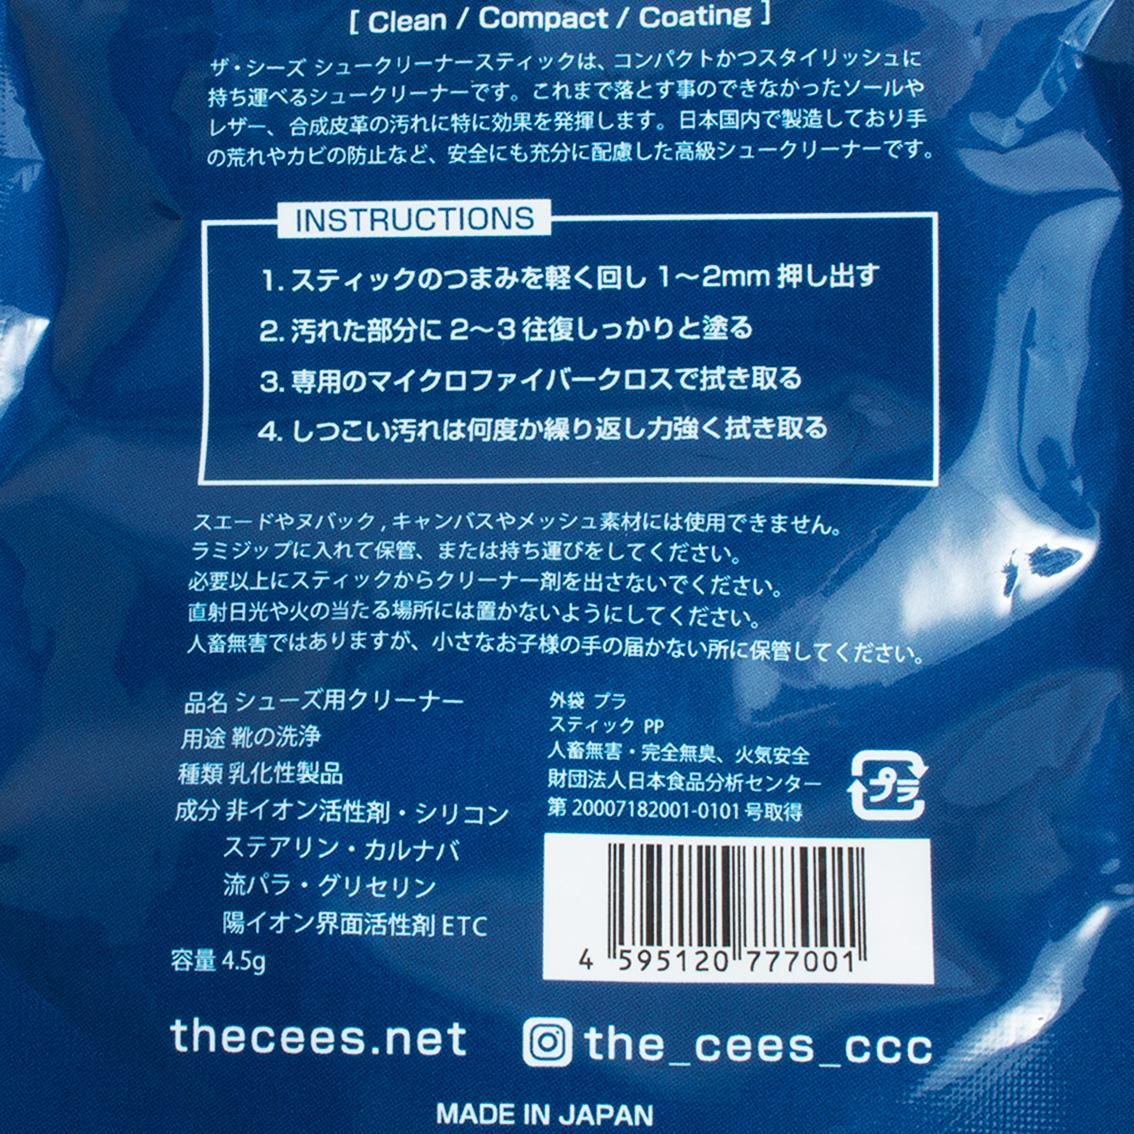 [ Clean / Compact / Coating ]
ザ・シーズ シュークリーナースティックは、コンパクトかつスタイリッシュに
持ち運べるシュークリーナーです。これまで落とす事のできなかったソールや
レザー、合成皮革の汚れに特に効果を発揮します。日本国内で製造しており手
の荒れやカビの防止など、安全にも充分に配慮した高級シュークリーナーです。
INSTRUCTIONS
1. スティックのつまみを軽く回し 1〜2mm 押し出す
2. 汚れた部分に 2〜3 往復しっかりと塗る
3. 専用のマイクロファイバークロスで拭き取る
4. しつこい汚れは何度か繰り返し力強く拭き取る
スエードやヌバック , キャンバスやメッシュ素材には使用できません。
ラミジップに入れて保管、または持ち運びをしてください。
必要以上にスティックからクリーナー剤を出さないでください。
直射日光や火の当たる場所には置かないようにしてください。
人畜無害ではありますが、小さなお子様の手の届かない所に保管してください。
品名 シューズ用クリーナー
用途 靴の洗浄
種類 乳化性製品
成分 非イオン活性剤・シリコン
ステアリン・カルナバ
流パラ・グリセリン
陽イオン界面活性剤 ETC
容量 4.5g
外袋 プラ
スティック PP
人畜無害・完全無臭、火気安全
財団法人日本食品分析センター
第 20007182001-0101 号取得
プラ
4 595120 777001
thecees.net
the_cees_ccc
MADE IN JAPAN